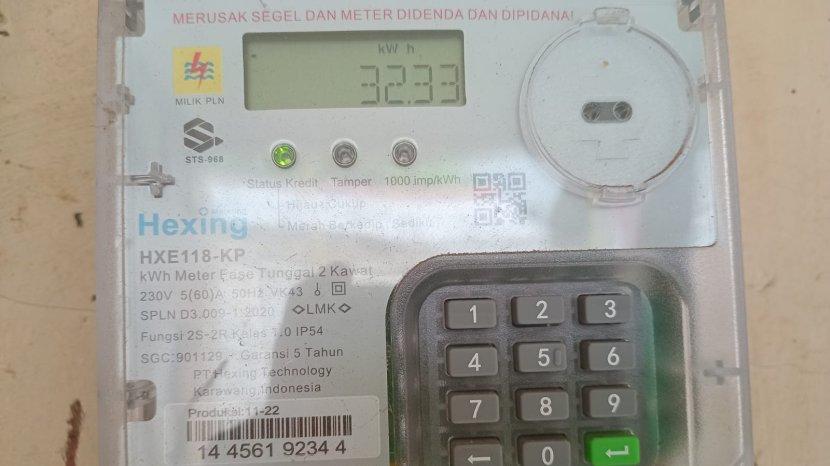 MERUSAK SEGEL DAN METER DIDENDA DAN DIPIDANA!
kW h
32.33
MILIK PLN
STS-968
Status Kredit Tamper 1000 imp/kWh
Hijau: Cukup
Merah Berkedip: Sedikit
Hexing
HXE118-KP
kWh Meter Fase Tunggal 2 Kawat
230V 5(60)A 50Hz VK43
SPLN D3.009-1:2020 LMK
Fungsi 2S-2R Kelas 1.0 IP54
SGC:901129 - Garansi 5 Tahun
PT Hexing Technology
Karawang, Indonesia
Produksi:11-22
14 4561 9234 4
1 2 3
4 5 6
7 8 9
0